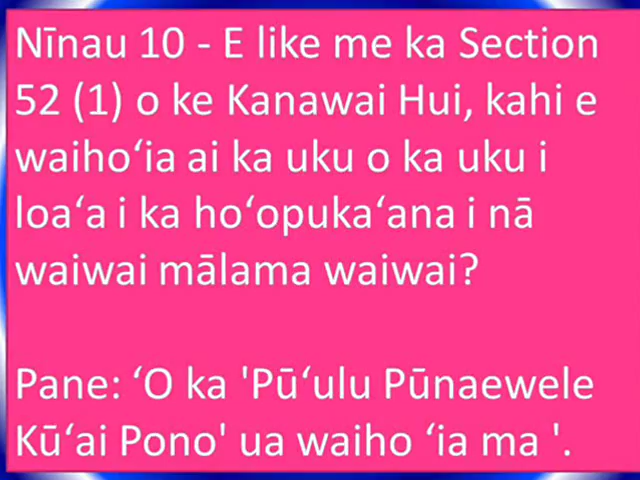 Nīnau 10 - E like me ka Section
52 (1) o ke Kanawai Hui, kahi e
waihoʻia ai ka uku o ka uku i
loaʻa i ka hoʻopukaʻana i nā
waiwai mālama waiwai?
Pane: ʻO ka 'Pūʻulu Pūnaewele
Kūʻai Pono' ua waiho ʻia ma '.